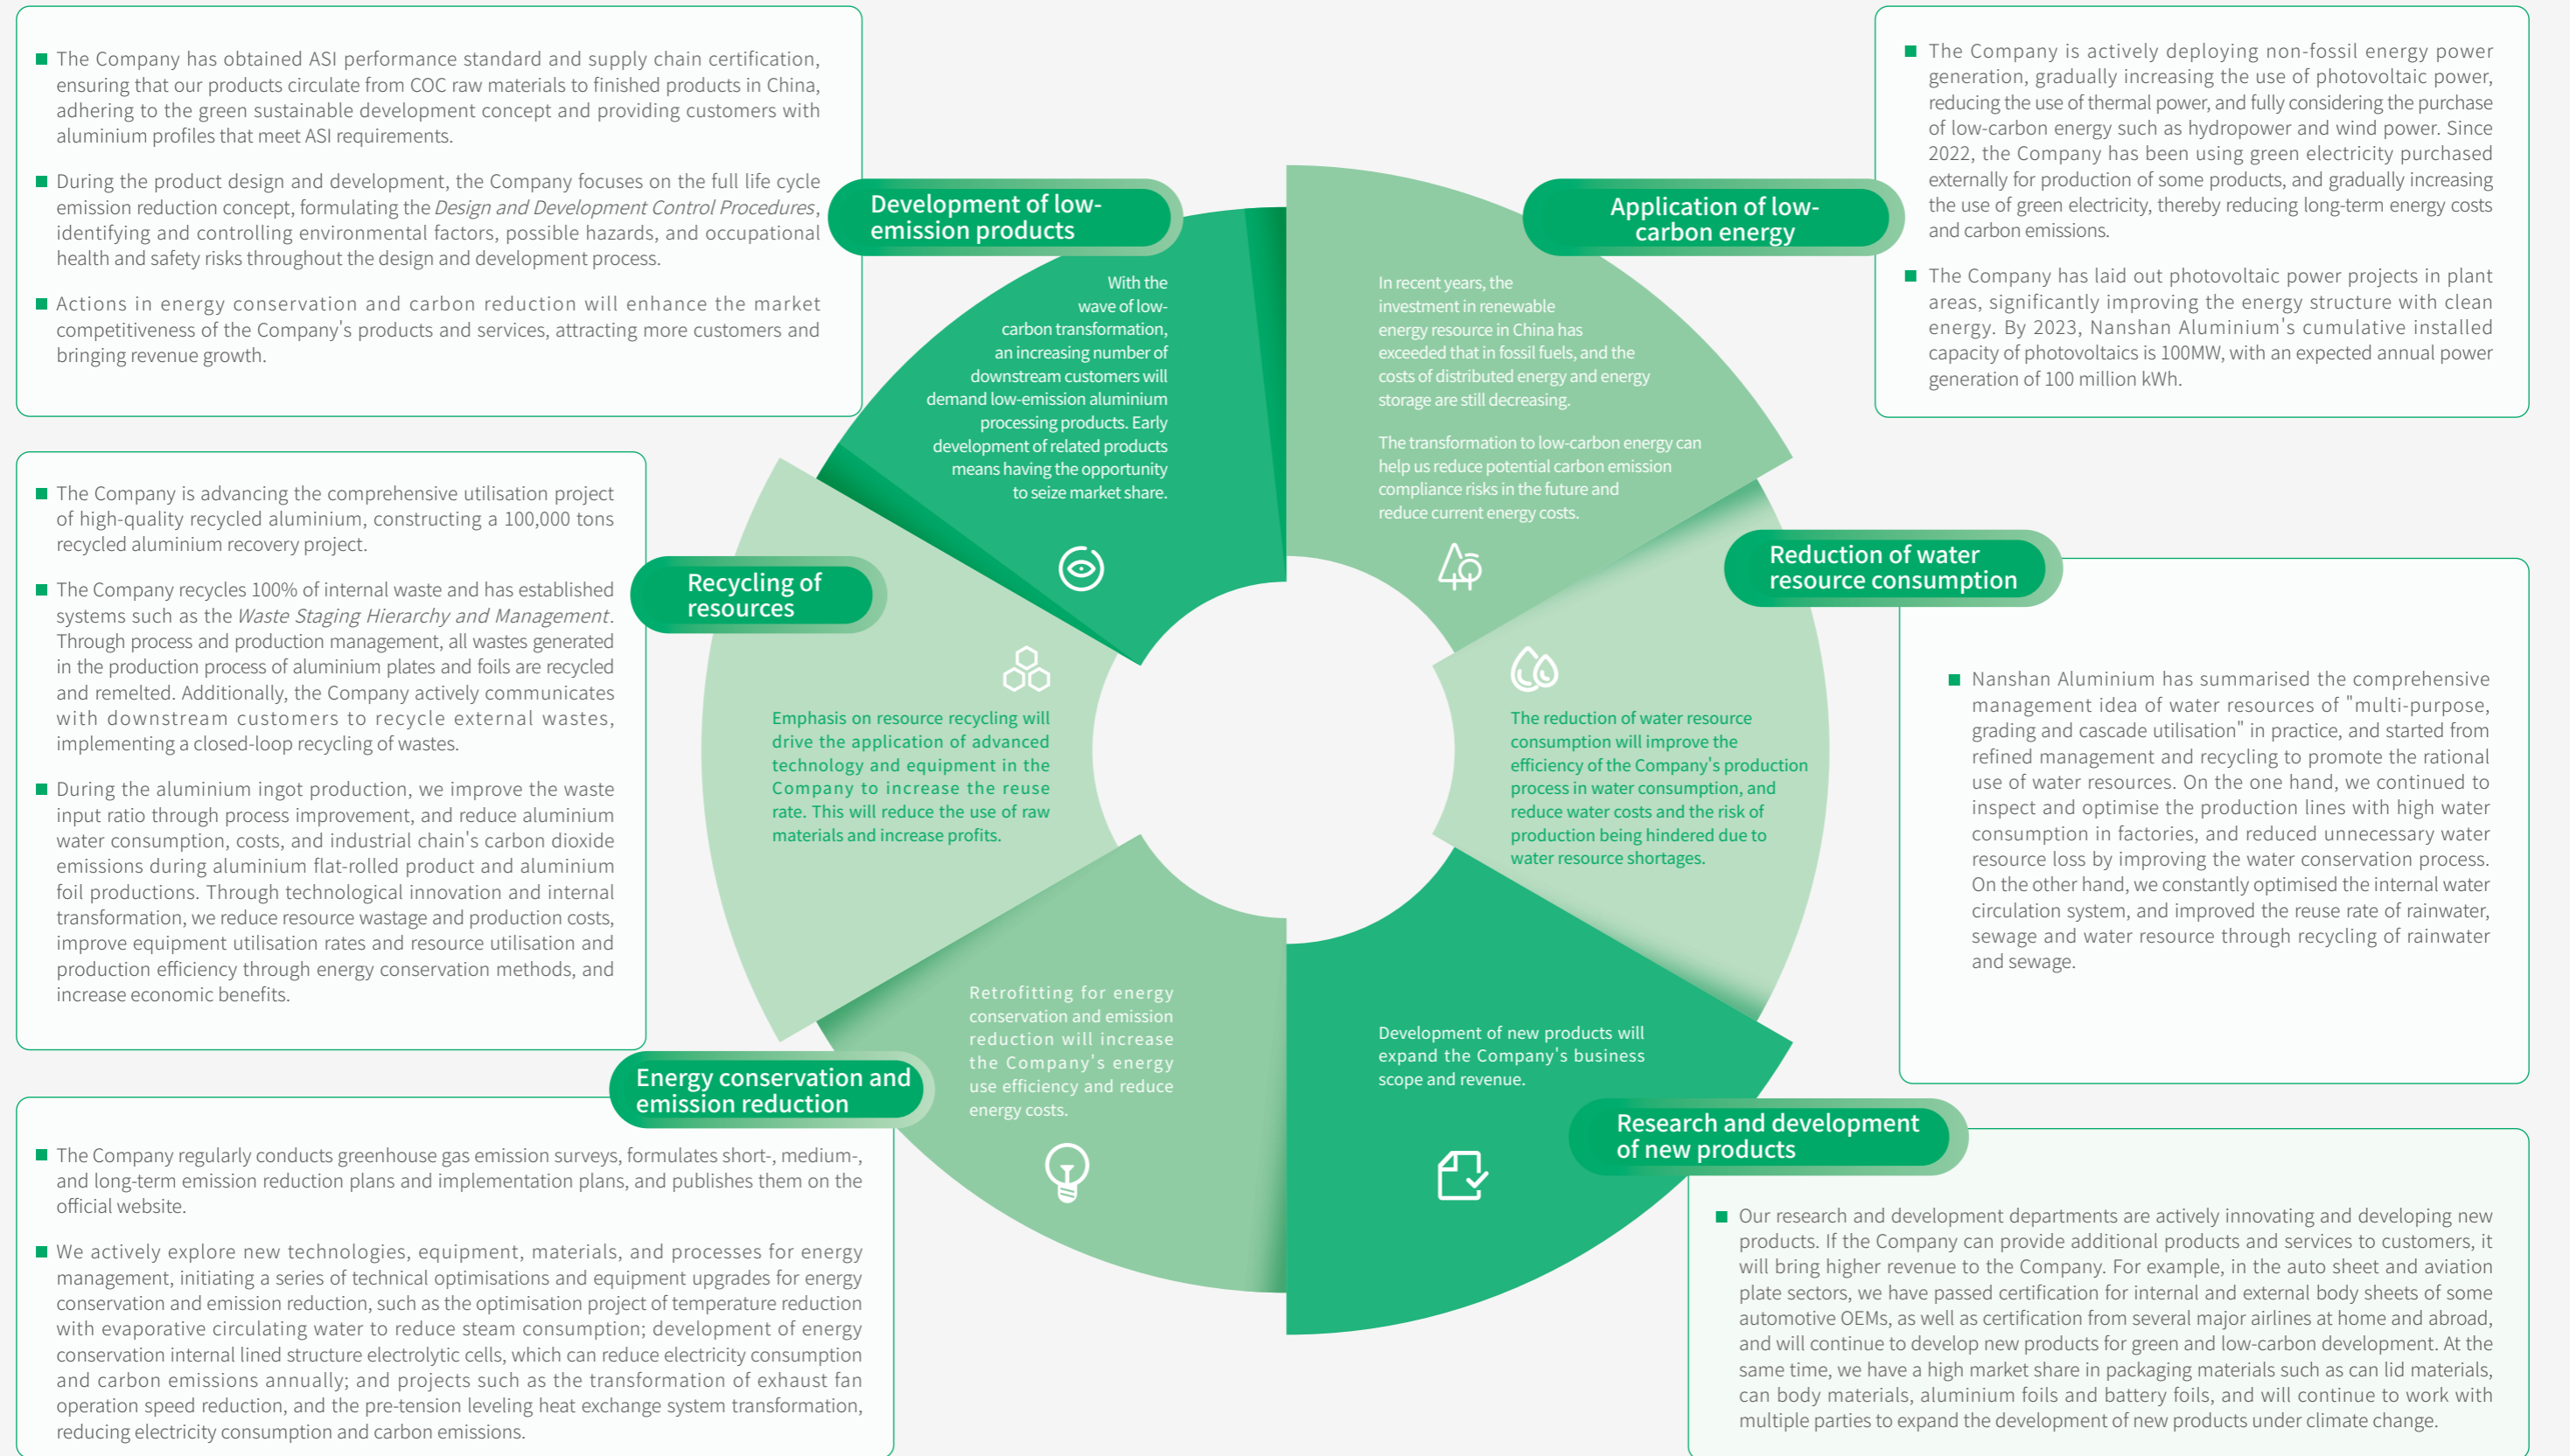 The Company has obtained ASI performance standard and supply chain certification,
ensuring that our products circulate from COC raw materials to finished products in China,
adhering to the green sustainable development concept and providing customers with
aluminium profiles that meet ASI requirements.
During the product design and development, the Company focuses on the full life cycle
emission reduction concept, formulating the Design and Development Control Procedures,
identifying and controlling environmental factors, possible hazards, and occupational
health and safety risks throughout the design and development process.
Actions in energy conservation and carbon reduction will enhance the market
competitiveness of the Company's products and services, attracting more customers and
bringing revenue growth.
Development of low-
emission products
With the
wave of low-
carbon transformation,
an increasing number of
downstream customers will
demand low-emission aluminium
processing products. Early
development of related products
means having the opportunity
to seize market share.
Application of low-
carbon energy
In recent years, the
investment in renewable
energy resource in China has
exceeded that in fossil fuels, and the
costs of distributed energy and energy
storage are still decreasing.
The transformation to low-carbon energy can
help us reduce potential carbon emission
compliance risks in the future and
reduce current energy costs.
The Company is actively deploying non-fossil energy power
generation, gradually increasing the use of photovoltaic power,
reducing the use of thermal power, and fully considering the purchase
of low-carbon energy such as hydropower and wind power. Since
2022, the Company has been using green electricity purchased
externally for production of some products, and gradually increasing
the use of green electricity, thereby reducing long-term energy costs
and carbon emissions.
The Company has laid out photovoltaic power projects in plant
areas, significantly improving the energy structure with clean
energy. By 2023, Nanshan Aluminium's cumulative installed
capacity of photovoltaics is 100MW, with an expected annual power
generation of 100 million kWh.
The Company is advancing the comprehensive utilisation project
of high-quality recycled aluminium, constructing a 100,000 tons
recycled aluminium recovery project.
The Company recycles 100% of internal waste and has established
systems such as the Waste Staging Hierarchy and Management.
Through process and production management, all wastes generated
in the production process of aluminium plates and foils are recycled
and remelted. Additionally, the Company actively communicates
with downstream customers to recycle external wastes,
implementing a closed-loop recycling of wastes.
During the aluminium ingot production, we improve the waste
input ratio through process improvement, and reduce aluminium
water consumption, costs, and industrial chain's carbon dioxide
emissions during aluminium flat-rolled product and aluminium
foil productions. Through technological innovation and internal
transformation, we reduce resource wastage and production costs,
improve equipment utilisation rates and resource utilisation and
production efficiency through energy conservation methods, and
increase economic benefits.
Recycling of
resources
Emphasis on resource recycling will
drive the application of advanced
technology and equipment in the
Company to increase the reuse
rate. This will reduce the use of raw
materials and increase profits.
Reduction of water
resource consumption
The reduction of water resource
consumption will improve the
efficiency of the Company's production
process in water consumption, and
reduce water costs and the risk of
production being hindered due to
water resource shortages.
Nanshan Aluminium has summarised the comprehensive
management idea of water resources of "multi-purpose,
grading and cascade utilisation" in practice, and started from
refined management and recycling to promote the rational
use of water resources. On the one hand, we continued to
inspect and optimise the production lines with high water
consumption in factories, and reduced unnecessary water
resource loss by improving the water conservation process.
On the other hand, we constantly optimised the internal water
circulation system, and improved the reuse rate of rainwater,
sewage and water resource through recycling of rainwater
and sewage.
Energy conservation and
emission reduction
Retrofitting for energy
conservation and emission
reduction will increase
the Company's energy
use efficiency and reduce
energy costs.
The Company regularly conducts greenhouse gas emission surveys, formulates short-, medium-,
and long-term emission reduction plans and implementation plans, and publishes them on the
official website.
We actively explore new technologies, equipment, materials, and processes for energy
management, initiating a series of technical optimisations and equipment upgrades for energy
conservation and emission reduction, such as the optimisation project of temperature reduction
with evaporative circulating water to reduce steam consumption; development of energy
conservation internal lined structure electrolytic cells, which can reduce electricity consumption
and carbon emissions annually; and projects such as the transformation of exhaust fan
operation speed reduction, and the pre-tension leveling heat exchange system transformation,
reducing electricity consumption and carbon emissions.
Development of new products will
expand the Company's business
scope and revenue.
Research and development
of new products
Our research and development departments are actively innovating and developing new
products. If the Company can provide additional products and services to customers, it
will bring higher revenue to the Company. For example, in the auto sheet and aviation
plate sectors, we have passed certification for internal and external body sheets of some
automotive OEMs, as well as certification from several major airlines at home and abroad,
and will continue to develop new products for green and low-carbon development. At the
same time, we have a high market share in packaging materials such as can lid materials,
can body materials, aluminium foils and battery foils, and will continue to work with
multiple parties to expand the development of new products under climate change.